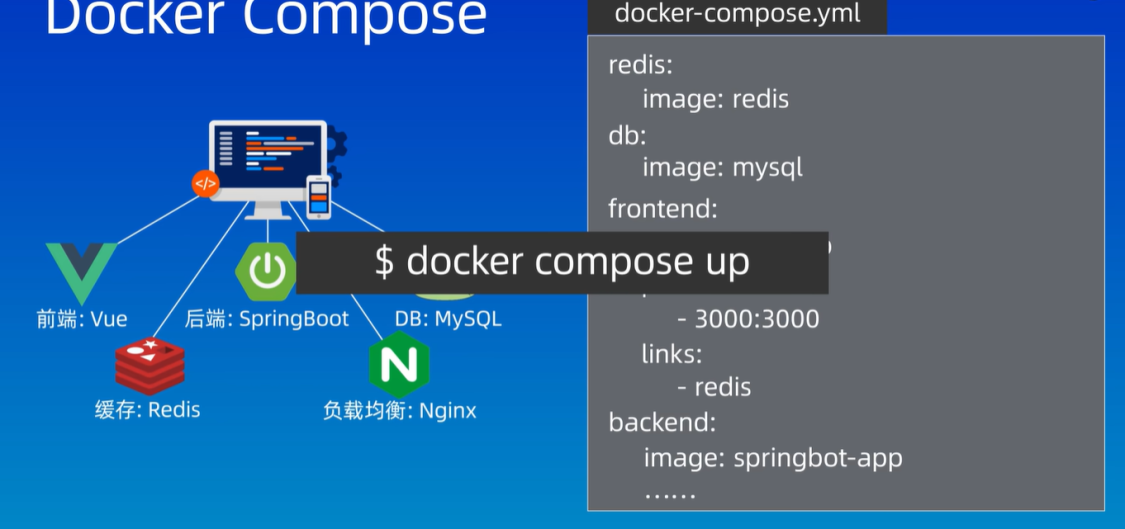 Docker Compose
docker-compose.yml
redis:
image: redis
db:
image: mysql
frontend:
$ docker compose up
- 3000:3000
links:
- redis
backend:
image: springbot-app
……
</>
前端: Vue
后端: SpringBoot
DB: MySQL
缓存: Redis
N
负载均衡: Nginx